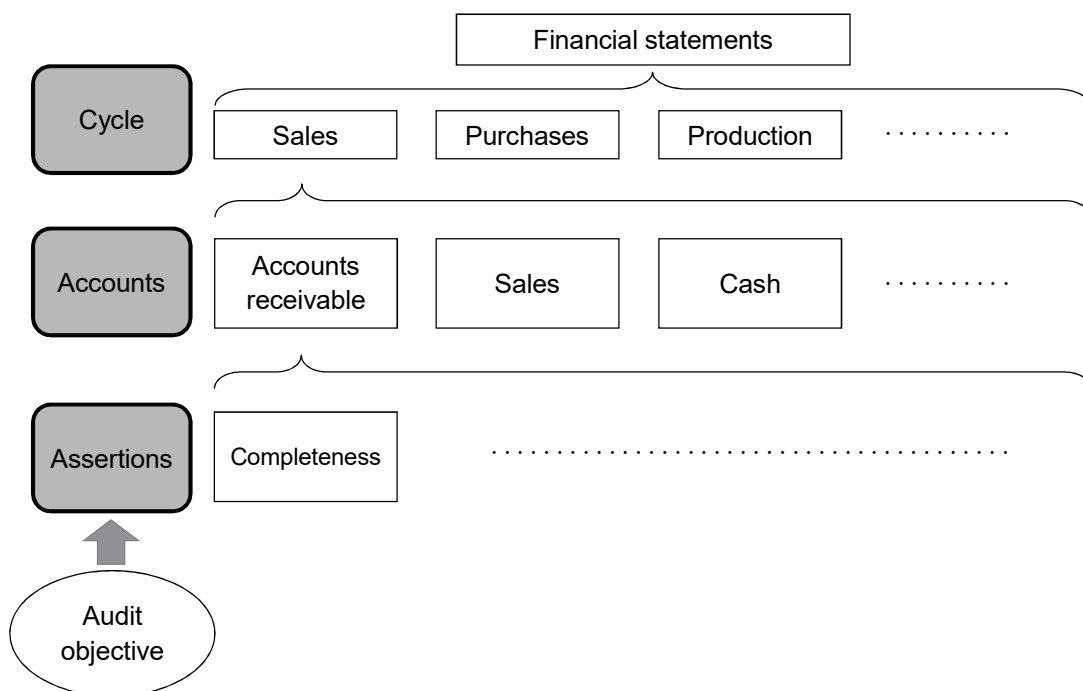 Financial statements
Cycle
Sales
Purchases
Production
..........
Accounts
Accounts
receivable
Sales
Cash
..........
Assertions
Completeness
........................................
Audit
objective